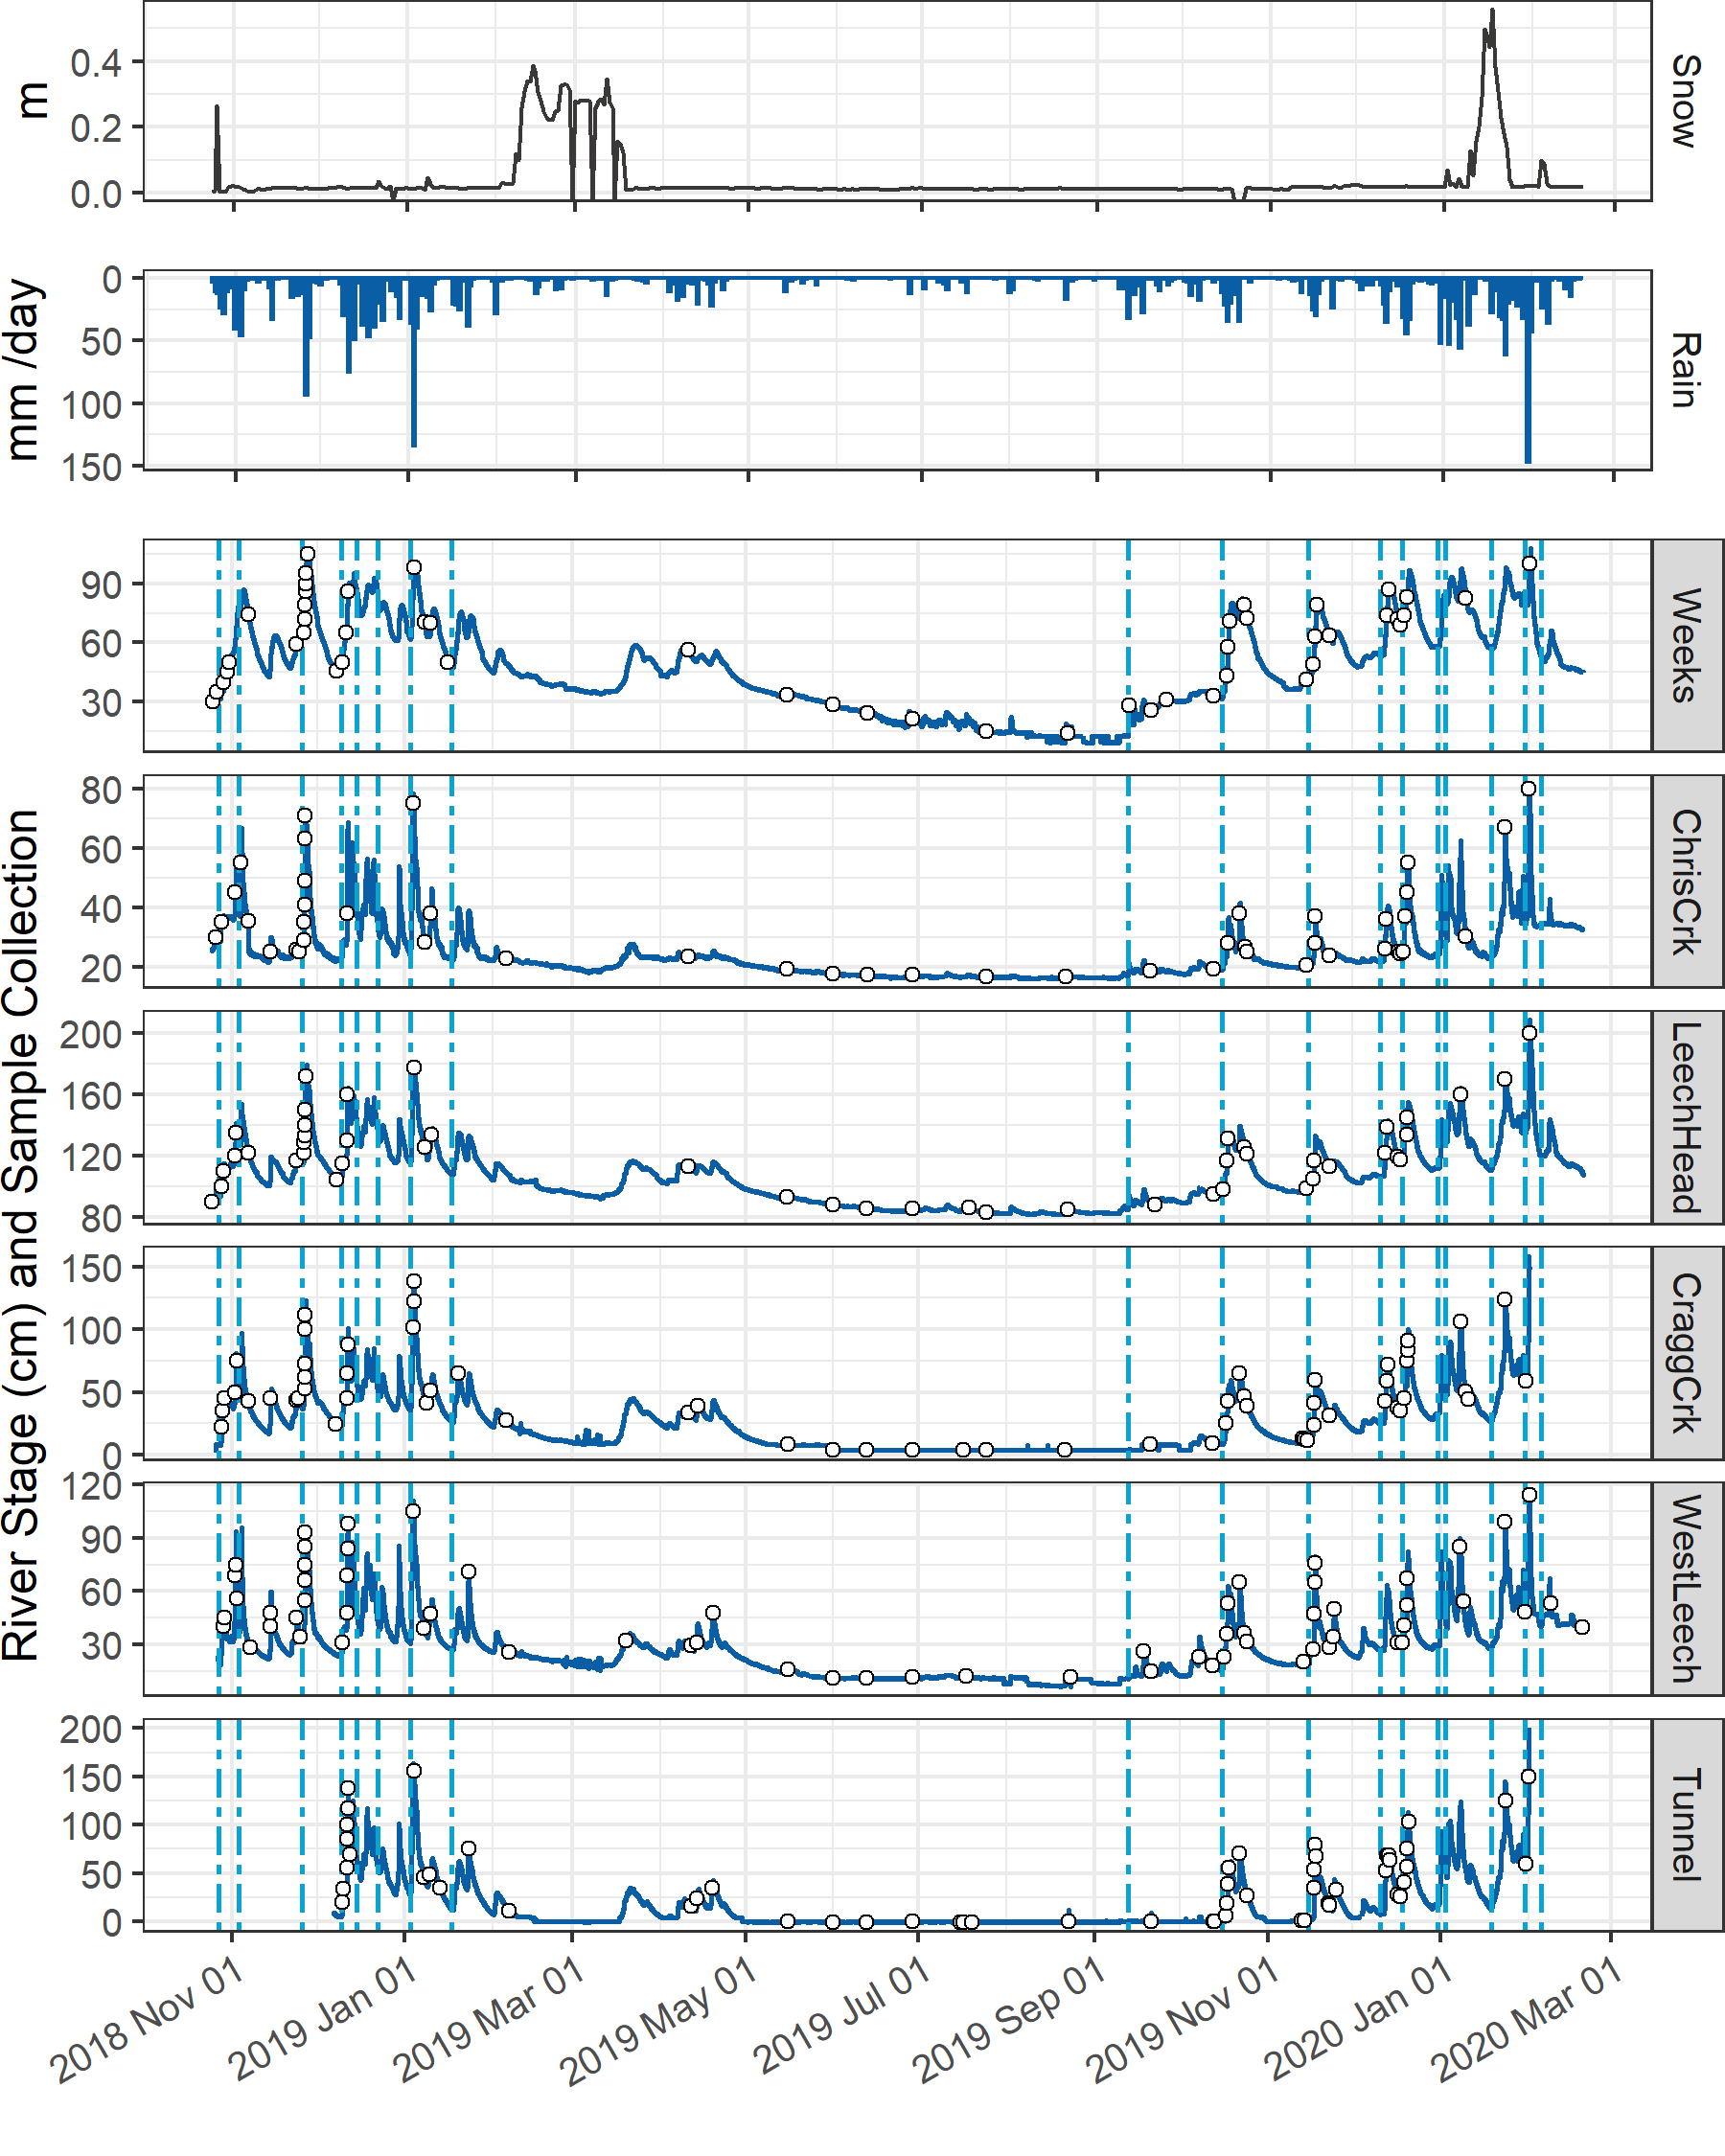 m
0.4
0.2
0.0
Snow
mm /day
0
50
100
150
Rain
River Stage (cm) and Sample Collection
90
60
30
Weeks
80
60
40
20
ChrisCrk
200
160
120
80
LeechHead
150
100
50
0
CraggCrk
120
90
60
30
WestLeech
200
150
100
50
0
Tunnel
2018 Nov 01
2019 Jan 01
2019 Mar 01
2019 May 01
2019 Jul 01
2019 Sep 01
2019 Nov 01
2020 Jan 01
2020 Mar 01